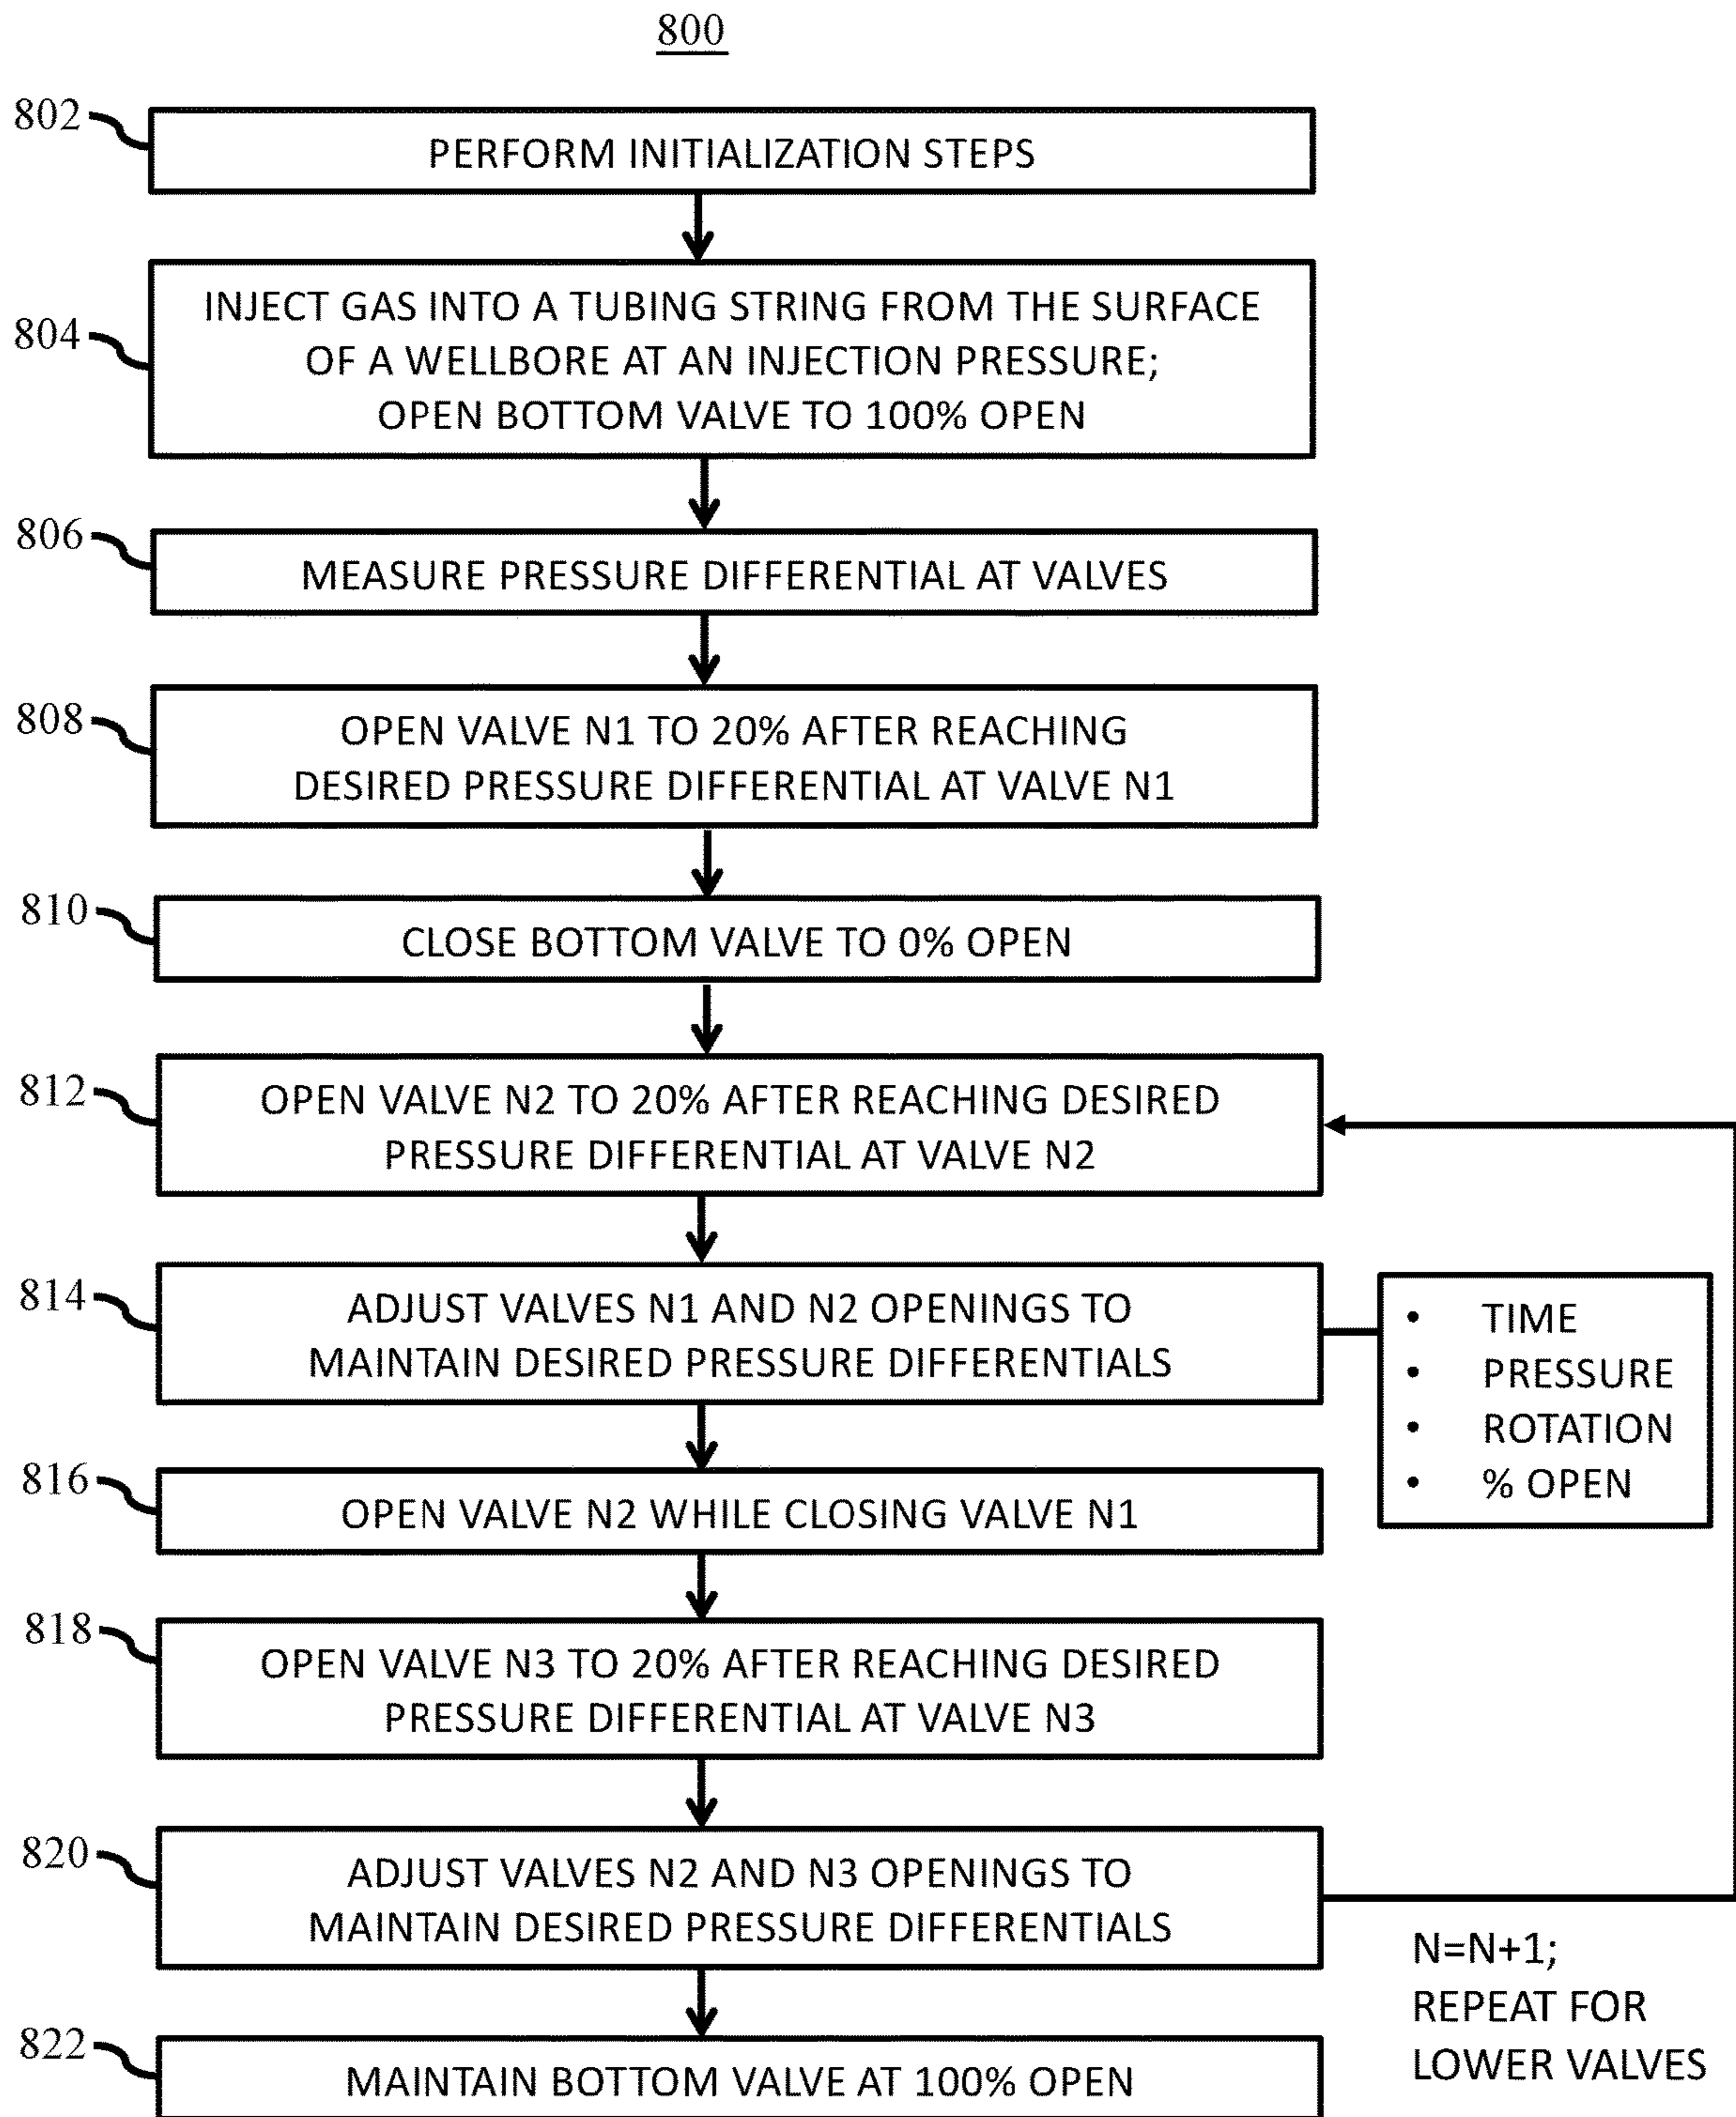 800
802
PERFORM INITIALIZATION STEPS
804
INJECT GAS INTO A TUBING STRING FROM THE SURFACE
OF A WELLBORE AT AN INJECTION PRESSURE;
OPEN BOTTOM VALVE TO 100% OPEN
806
MEASURE PRESSURE DIFFERENTIAL AT VALVES
808
OPEN VALVE N1 TO 20% AFTER REACHING
DESIRED PRESSURE DIFFERENTIAL AT VALVE N1
810
CLOSE BOTTOM VALVE TO 0% OPEN
812
OPEN VALVE N2 TO 20% AFTER REACHING DESIRED
PRESSURE DIFFERENTIAL AT VALVE N2
814
ADJUST VALVES N1 AND N2 OPENINGS TO
MAINTAIN DESIRED PRESSURE DIFFERENTIALS
• TIME
• PRESSURE
• ROTATION
• % OPEN
816
OPEN VALVE N2 WHILE CLOSING VALVE N1
818
OPEN VALVE N3 TO 20% AFTER REACHING DESIRED
PRESSURE DIFFERENTIAL AT VALVE N3
820
ADJUST VALVES N2 AND N3 OPENINGS TO
MAINTAIN DESIRED PRESSURE DIFFERENTIALS
N=N+1;
REPEAT FOR
LOWER VALVES
822
MAINTAIN BOTTOM VALVE AT 100% OPEN